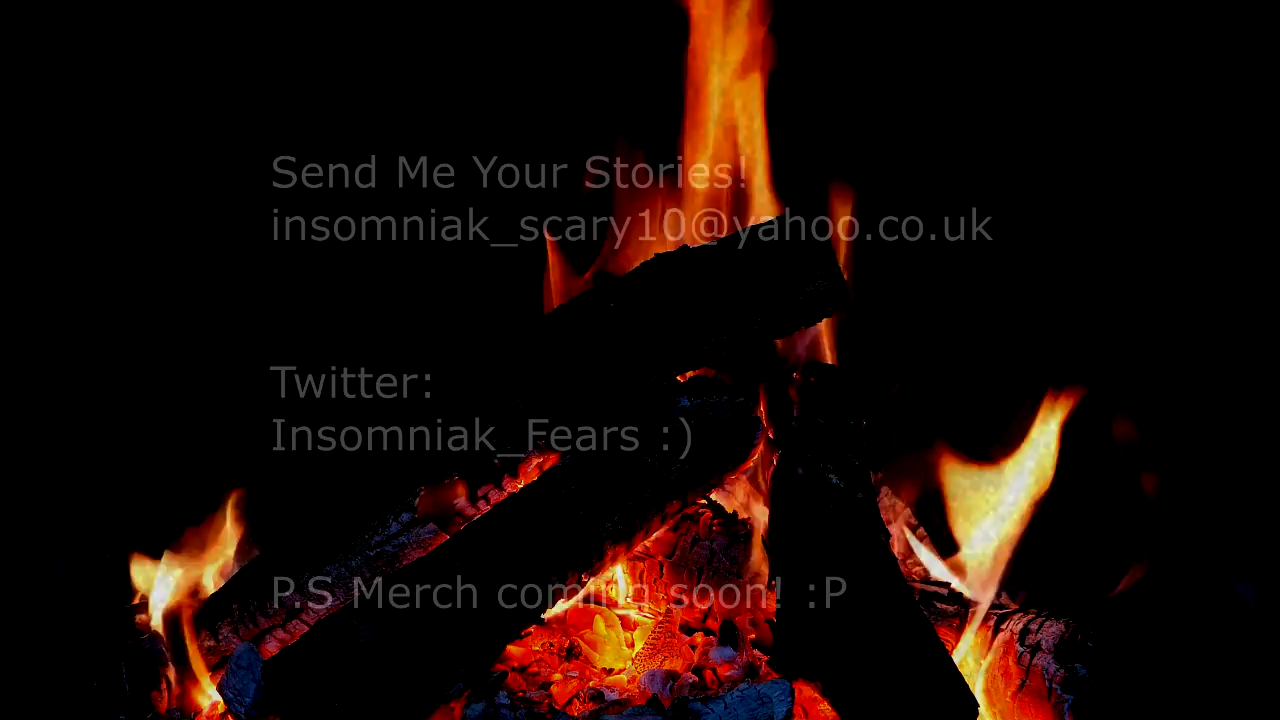 Send Me Your Stories!
insomniak_scary10@yahoo.co.uk
Twitter:
Insomniak_Fears :)
P.S Merch coming soon! :P